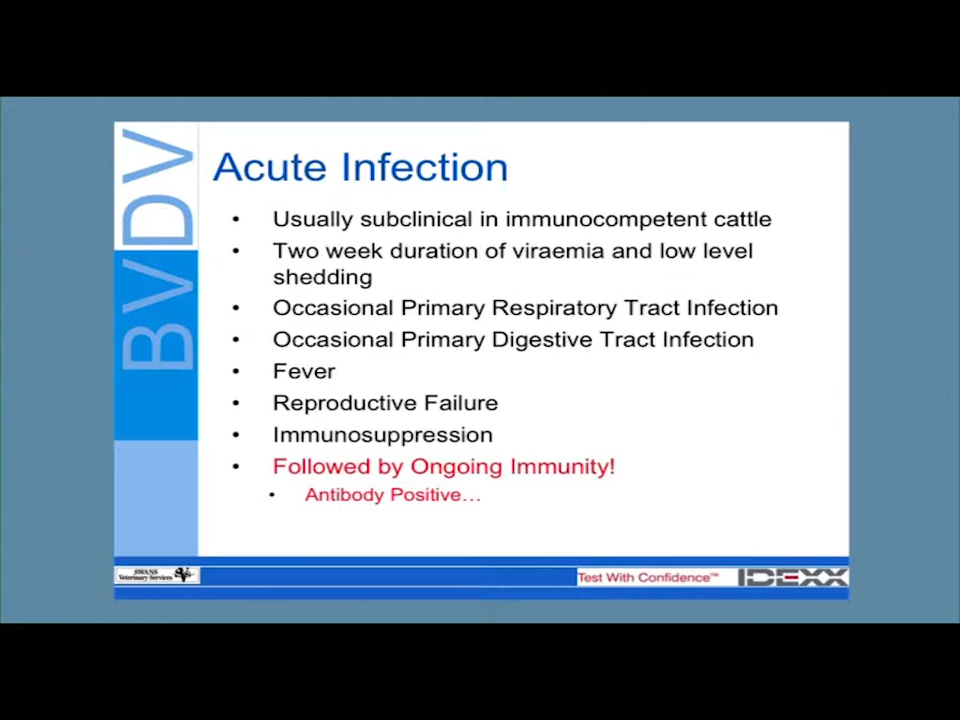 BVDV
Acute Infection
• Usually subclinical in immunocompetent cattle
• Two week duration of viraemia and low level
shedding
• Occasional Primary Respiratory Tract Infection
• Occasional Primary Digestive Tract Infection
• Fever
• Reproductive Failure
• Immunosuppression
• Followed by Ongoing Immunity!
• Antibody Positive…
SWANS
Veterinary Services
Test With Confidence™
IDEXX